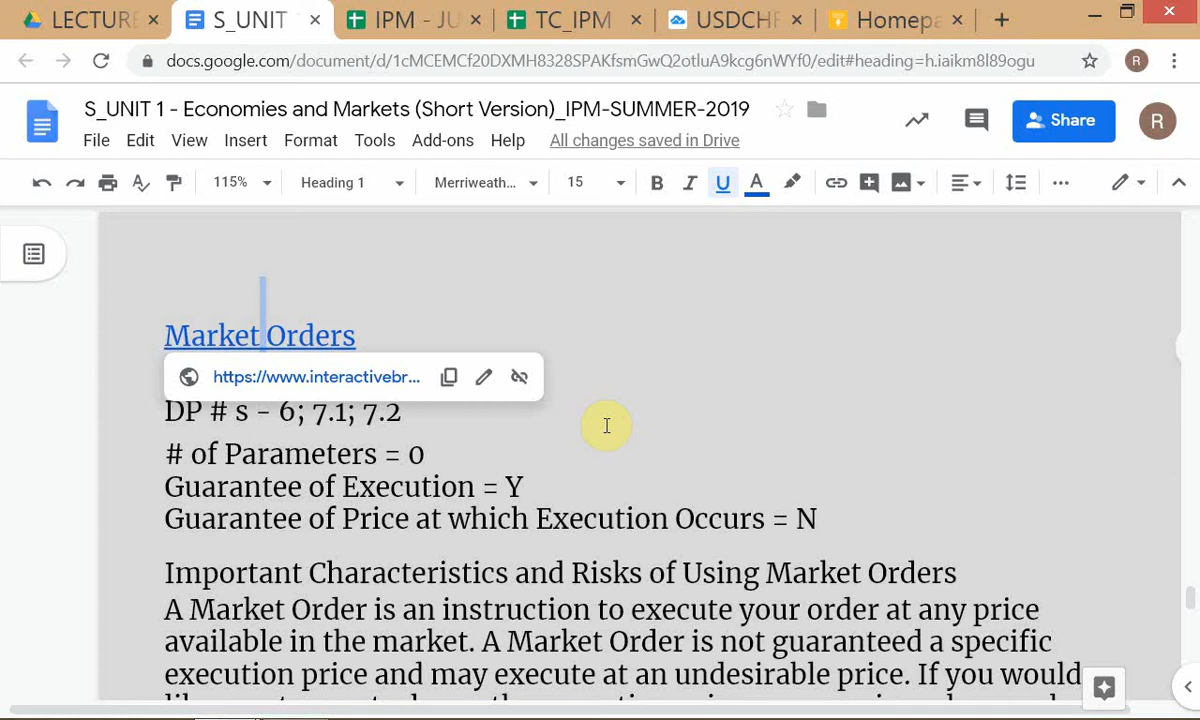 LECTUR
S_UNIT
IPM - JU
TC_IPM
USDCHF
Homepa
docs.google.com/document/d/1cMCEMCf20DXMH8328SPAKfsmGwQ2otluA9kcg6nWYf0/edit#heading=h.iaikm8l89ogu
R
S_UNIT 1 - Economies and Markets (Short Version)_IPM-SUMMER-2019
Share
R
File Edit View Insert Format Tools Add-ons Help All changes saved in Drive
115% Heading 1 Merriweath... 15 B I U A
Market Orders
https://www.interactivebr...
DP # s - 6; 7.1; 7.2
# of Parameters = 0
Guarantee of Execution = Y
Guarantee of Price at which Execution Occurs = N
Important Characteristics and Risks of Using Market Orders
A Market Order is an instruction to execute your order at any price
available in the market. A Market Order is not guaranteed a specific
execution price and may execute at an undesirable price. If you would